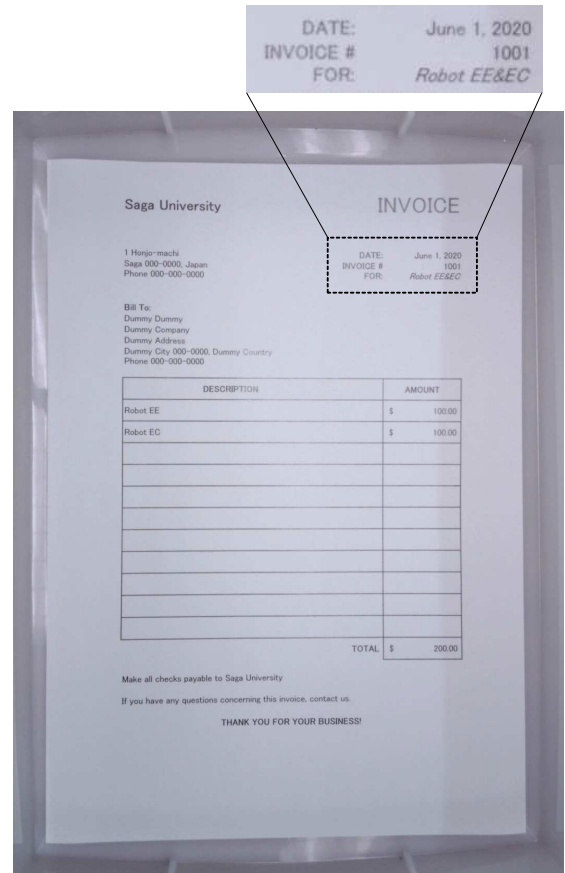 DATE: June 1, 2020
INVOICE # 1001
FOR: Robot EE&EC
Saga University INVOICE
1 Honjo-machi
Saga 000-0000, Japan
Phone 000-000-0000
DATE: June 1, 2020
INVOICE # 1001
FOR: Robot EE&EC
Bill To:
Dummy Dummy
Dummy Company
Dummy Address
Dummy City 000-0000, Dummy Country
Phone 000-000-0000
DESCRIPTION AMOUNT
Robot EE $ 100.00
Robot EC $ 100.00
TOTAL $ 200.00
Make all checks payable to Saga University
If you have any questions concerning this invoice, contact us.
THANK YOU FOR YOUR BUSINESS!